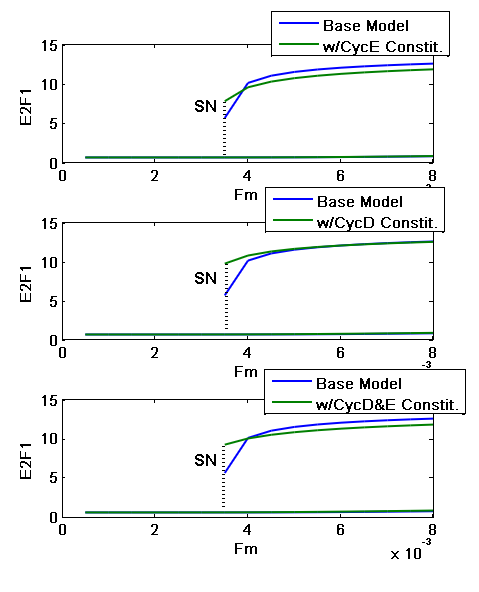 Base Model
w/CycE Constit.
15
10
5
0
E2F1
SN
0 2 4 6 8
Fm
-3
Base Model
w/CycD Constit.
15
10
5
0
E2F1
SN
0 2 4 6 8
Fm
-3
Base Model
w/CycD&E Constit.
15
10
5
0
E2F1
SN
0 2 4 6 8
Fm
x 10-3